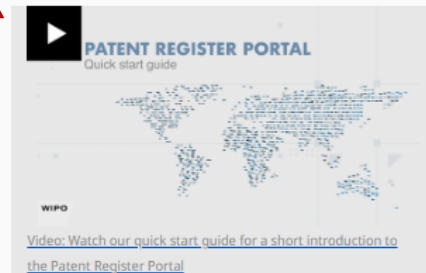 PATENT REGISTER PORTAL
Quick start guide
WIPO
Video: Watch our quick start guide for a short introduction to
the Patent Register Portal